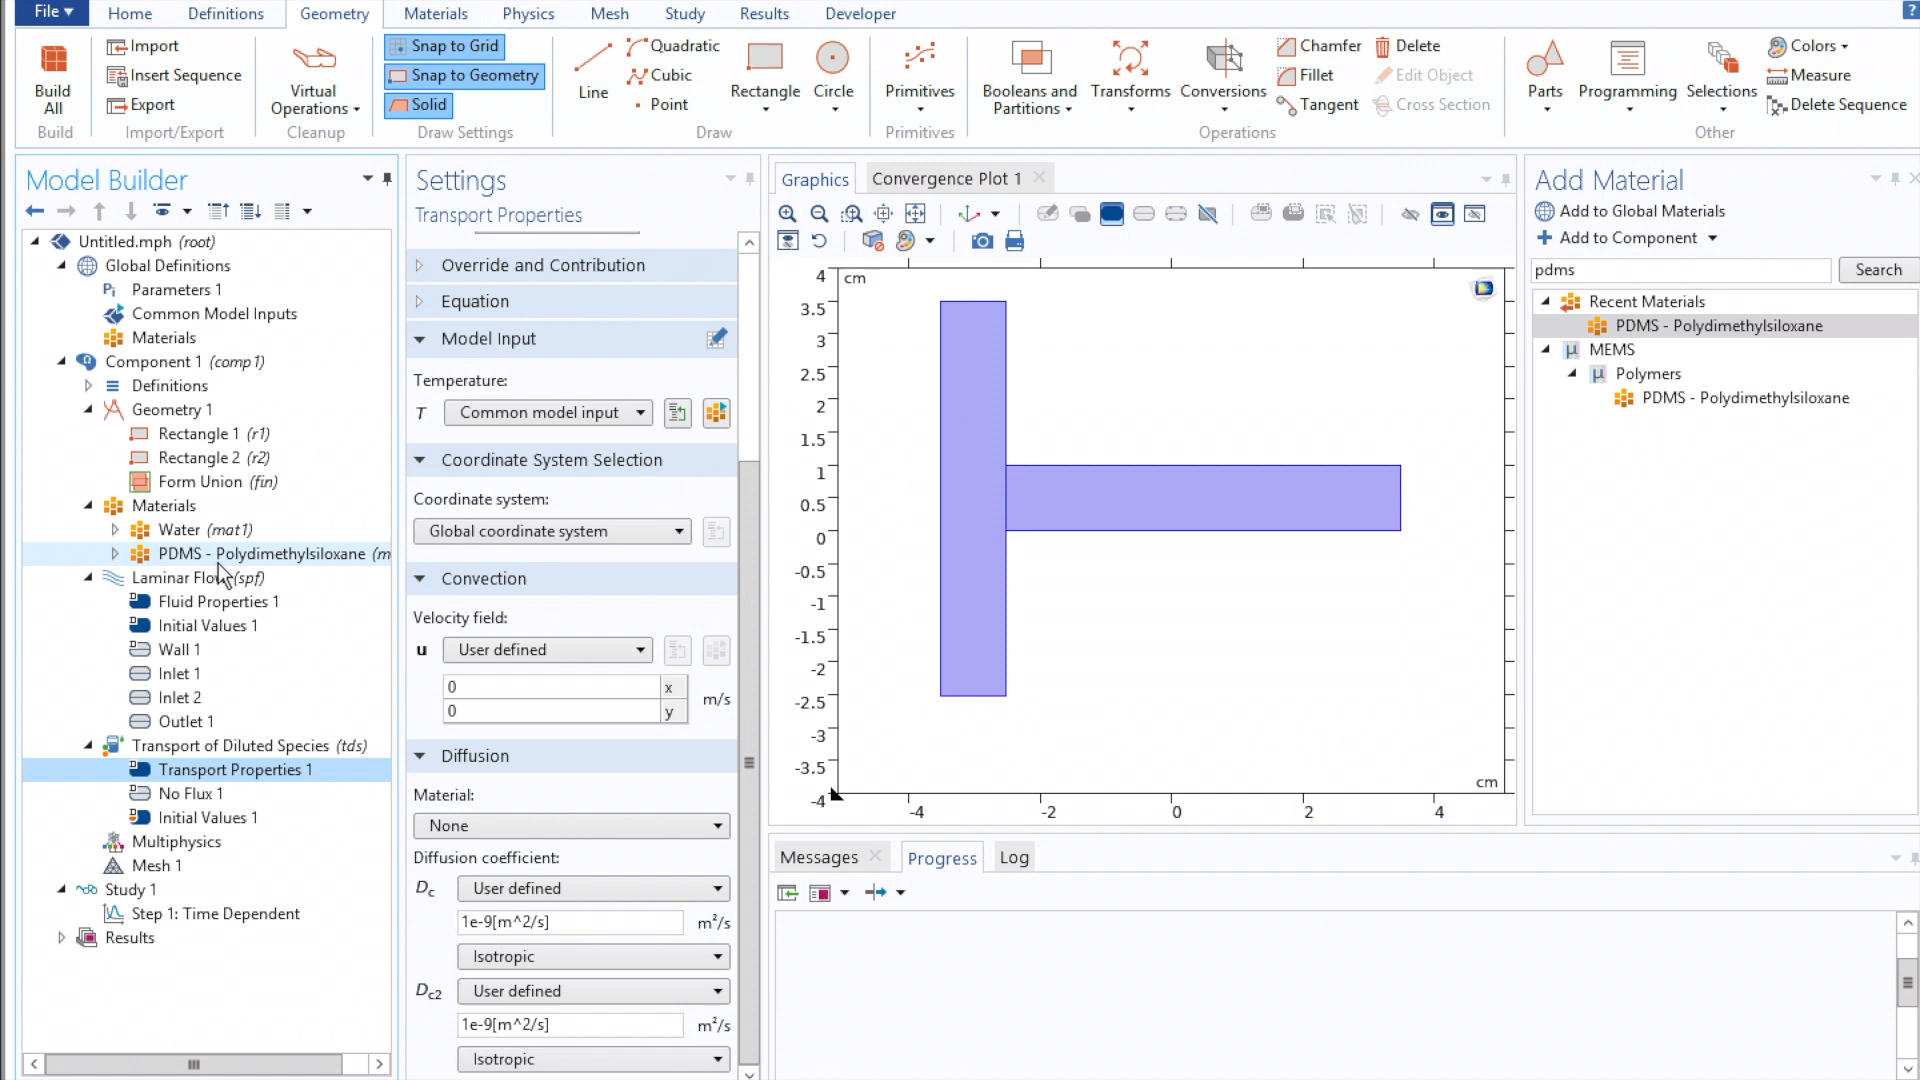 File ▾ Home Definitions Geometry Materials Physics Mesh Study Results Developer ?
Build All
Build
Import
Insert Sequence
Export
Import/Export
Virtual Operations
Cleanup
Snap to Grid
Snap to Geometry
Solid
Draw Settings
Line
Quadratic
Cubic
Point
Rectangle
Circle
Draw
Primitives
Primitives
Booleans and Partitions
Transforms
Conversions
Chamfer
Fillet
Tangent
Delete
Edit Object
Cross Section
Operations
Parts
Programming
Selections
Colors
Measure
Delete Sequence
Other
Model Builder
Untitled.mph (root)
Global Definitions
Pi Parameters 1
Common Model Inputs
Materials
Component 1 (comp1)
Definitions
Geometry 1
Rectangle 1 (r1)
Rectangle 2 (r2)
Form Union (fin)
Materials
Water (mat1)
PDMS - Polydimethylsiloxane (m
Laminar Flow (spf)
Fluid Properties 1
Initial Values 1
Wall 1
Inlet 1
Inlet 2
Outlet 1
Transport of Diluted Species (tds)
Transport Properties 1
No Flux 1
Initial Values 1
Multiphysics
Mesh 1
Study 1
Step 1: Time Dependent
Results
Settings
Transport Properties
Override and Contribution
Equation
Model Input
Temperature:
T Common model input
Coordinate System Selection
Coordinate system:
Global coordinate system
Convection
Velocity field:
u User defined
0 x
0 y
m/s
Diffusion
Material:
None
Diffusion coefficient:
Dc User defined
1e-9[m^2/s] m²/s
Isotropic
Dc2 User defined
1e-9[m^2/s] m²/s
Isotropic
Graphics Convergence Plot 1
cm
4
3.5
3
2.5
2
1.5
1
0.5
0
-0.5
-1
-1.5
-2
-2.5
-3
-3.5
-4
cm
-4 -2 0 2 4
Messages Progress Log
Add Material
Add to Global Materials
Add to Component
pdms Search
Recent Materials
PDMS - Polydimethylsiloxane
μ MEMS
μ Polymers
PDMS - Polydimethylsiloxane